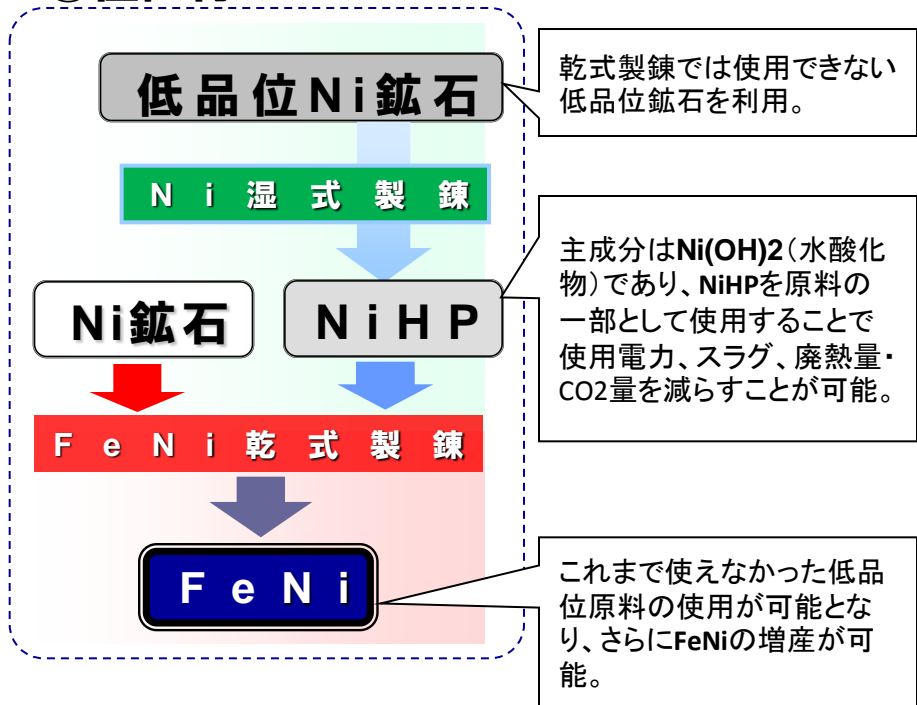 低品位Ni鉱石
乾式製錬では使用できない
低品位鉱石を利用。
Ni湿式製錬
主成分はNi(OH)2(水酸化
物)であり、NiHPを原料の
一部として使用することで
使用電力、スラグ、廃熱量・
CO2量を減らすことが可能。
Ni鉱石
NiHP
FeNi乾式製錬
FeNi
これまで使えなかった低品
位原料の使用が可能とな
り、さらにFeNiの増産が可
能。